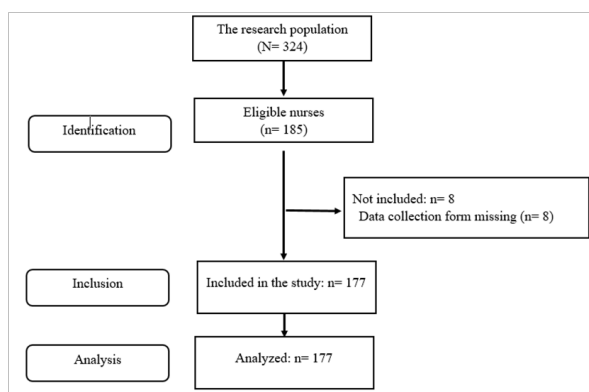 The research population
(N= 324)
Eligible nurses
(n= 185)
Identification
Not included: n= 8
Data collection form missing (n= 8)
Inclusion
Included in the study: n= 177
Analysis
Analyzed: n= 177